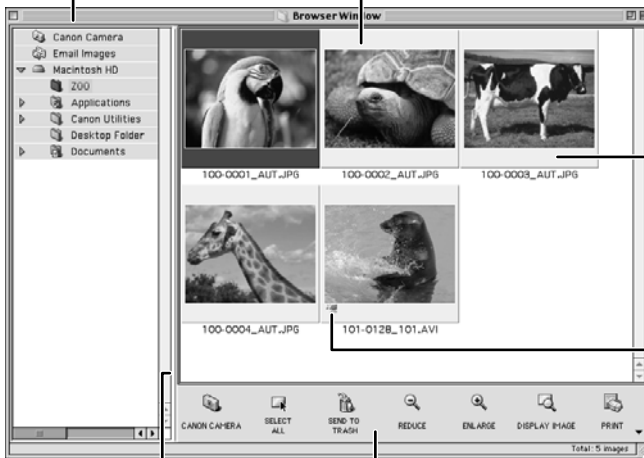 Browser Window
Canon Camera
Email Images
Macintosh HD
ZOO
Applications
Canon Utilities
Desktop Folder
Documents
100-0001_AUT.JPG
100-0002_AUT.JPG
100-0003_AUT.JPG
100-0004_AUT.JPG
101-0128_101.AVI
CANON CAMERA
SELECT ALL
SEND TO TRASH
REDUCE
ENLARGE
DISPLAY IMAGE
PRINT
Total: 5 images